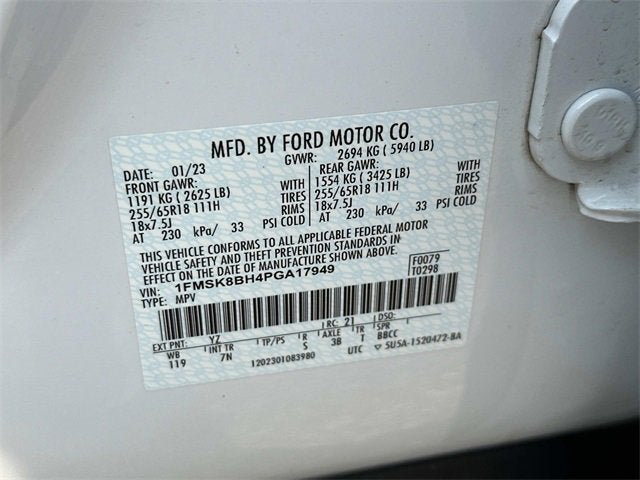 MFD. BY FORD MOTOR CO.
DATE: 01/23 GVWR: 2694 KG ( 5940 LB)
FRONT GAWR: WITH REAR GAWR: WITH
1191 KG ( 2625 LB) TIRES 1554 KG ( 3425 LB) TIRES
255/65R18 111H RIMS 255/65R18 111H RIMS
18x7.5J 18x7.5J
AT 230 kPa/ 33 PSI COLD AT 230 kPa/ 33 PSI COLD
THIS VEHICLE CONFORMS TO ALL APPLICABLE FEDERAL MOTOR
VEHICLE SAFETY AND THEFT PREVENTION STANDARDS IN
EFFECT ON THE DATE OF MANUFACTURE SHOWN ABOVE.
VIN: 1FMSK8BH4PGA17949 F0079
TYPE: MPV T0298
EXT PNT: YZ RC: 21
WB INT TR TP/PS R AXLE TR SPR
119 7N S 3B T BBCC
1202301083980 UTC 5U5A-1520472-BA